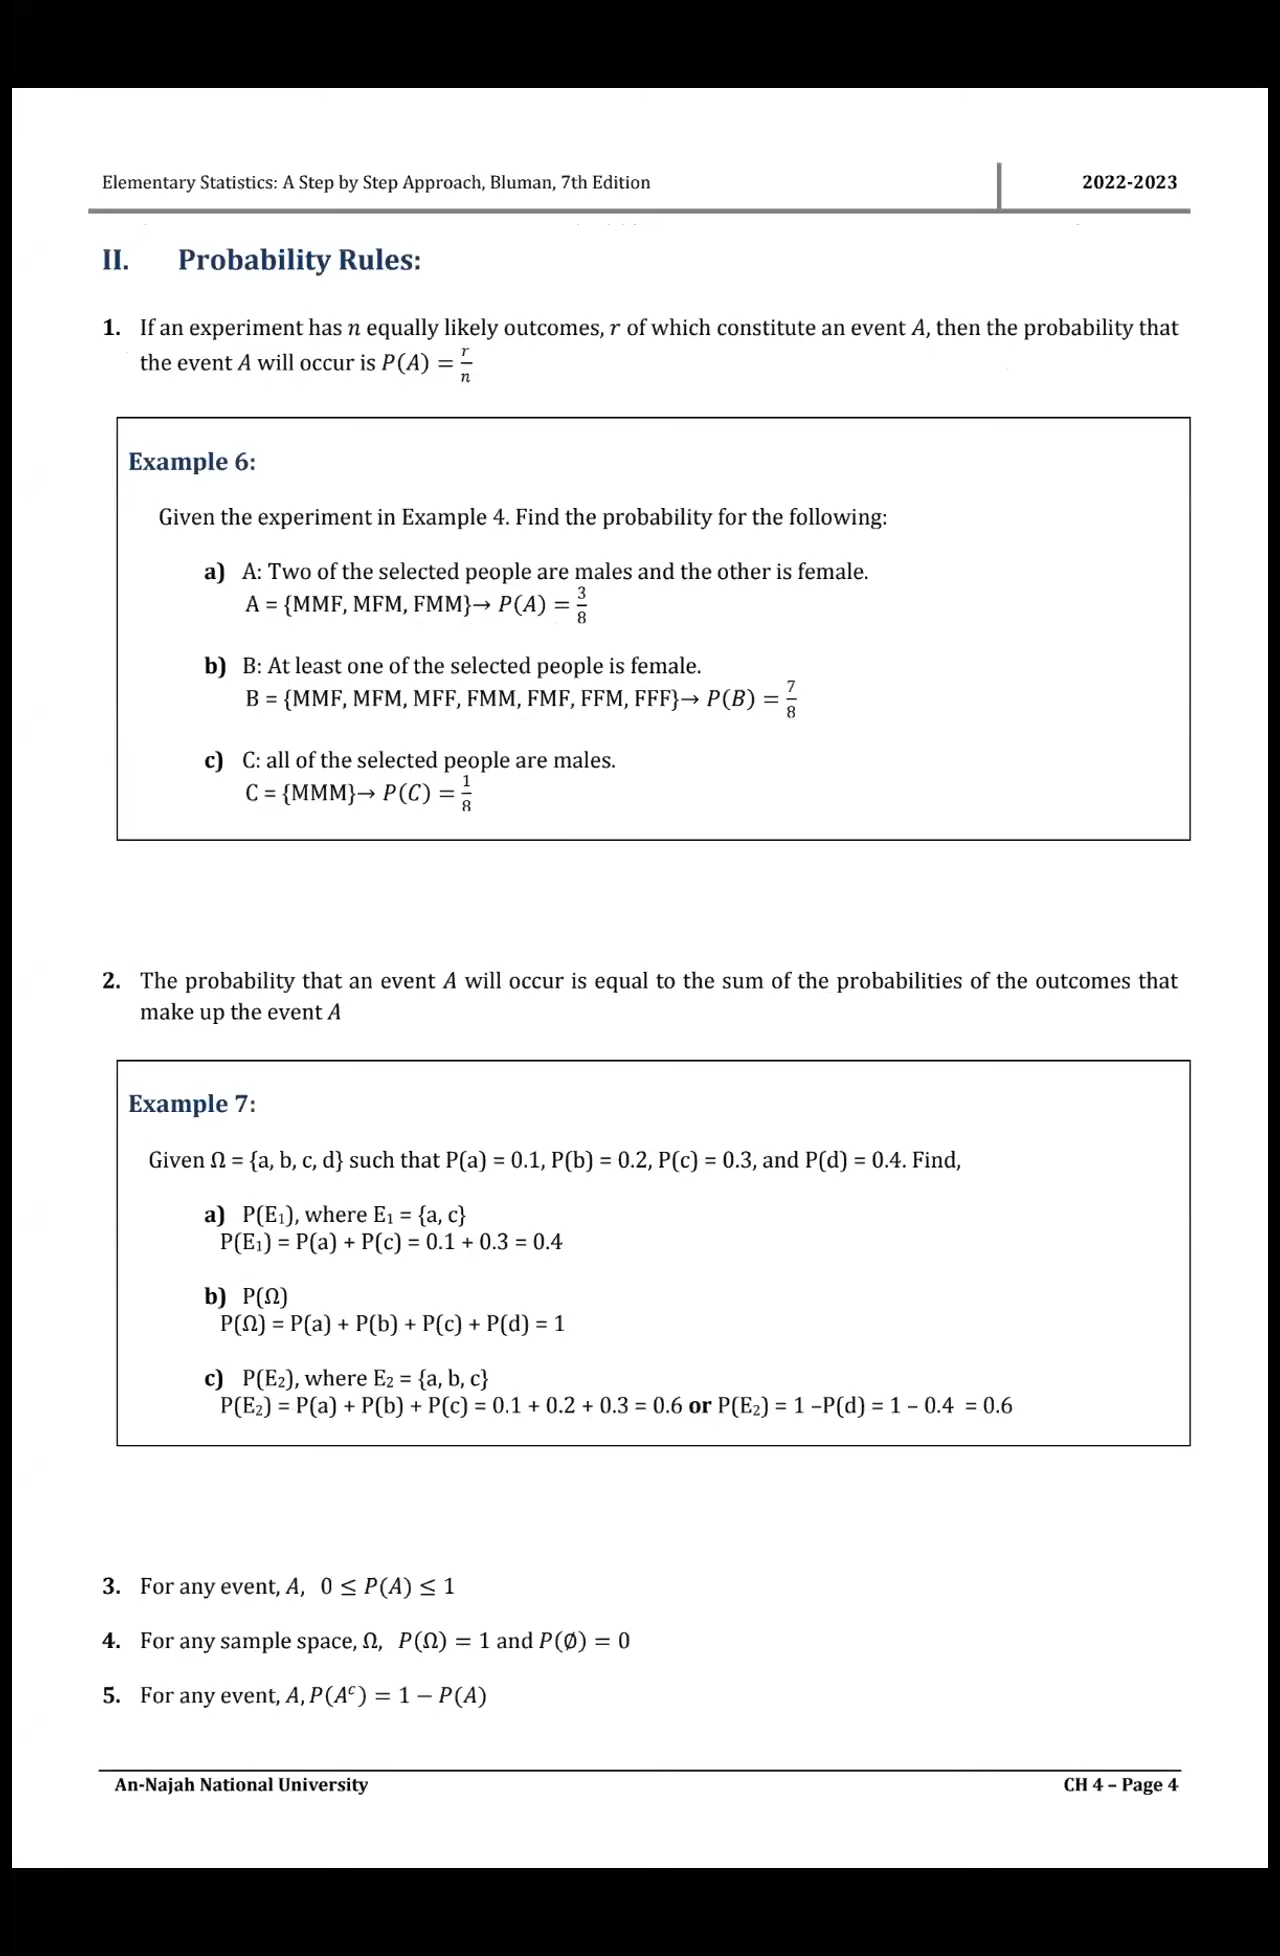 Elementary Statistics: A Step by Step Approach, Bluman, 7th Edition 2022-2023
II. Probability Rules:
1. If an experiment has n equally likely outcomes, r of which constitute an event A, then the probability that
the event A will occur is P(A) = r/n
Example 6:
Given the experiment in Example 4. Find the probability for the following:
a) A: Two of the selected people are males and the other is female.
A = {MMF, MFM, FMM}→ P(A) = 3/8
b) B: At least one of the selected people is female.
B = {MMF, MFM, MFF, FMM, FMF, FFM, FFF}→ P(B) = 7/8
c) C: all of the selected people are males.
C = {MMM}→ P(C) = 1/8
2. The probability that an event A will occur is equal to the sum of the probabilities of the outcomes that
make up the event A
Example 7:
Given Ω = {a, b, c, d} such that P(a) = 0.1, P(b) = 0.2, P(c) = 0.3, and P(d) = 0.4. Find,
a) P(E₁), where E₁ = {a, c}
P(E₁) = P(a) + P(c) = 0.1 + 0.3 = 0.4
b) P(Ω)
P(Ω) = P(a) + P(b) + P(c) + P(d) = 1
c) P(E₂), where E₂ = {a, b, c}
P(E₂) = P(a) + P(b) + P(c) = 0.1 + 0.2 + 0.3 = 0.6 or P(E₂) = 1 –P(d) = 1 – 0.4 = 0.6
3. For any event, A, 0 ≤ P(A) ≤ 1
4. For any sample space, Ω, P(Ω) = 1 and P(∅) = 0
5. For any event, A, P(Aᶜ) = 1 − P(A)
An-Najah National University CH 4 – Page 4